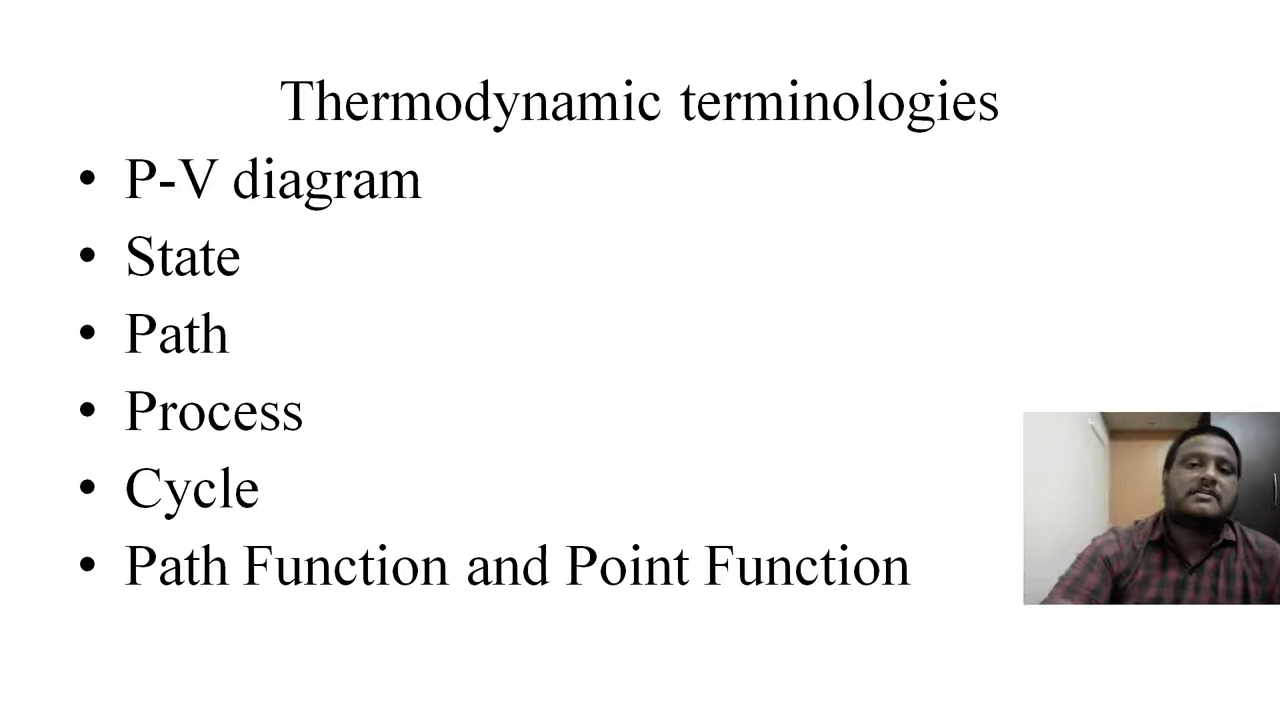 Thermodynamic terminologies
• P-V diagram
• State
• Path
• Process
• Cycle
• Path Function and Point Function